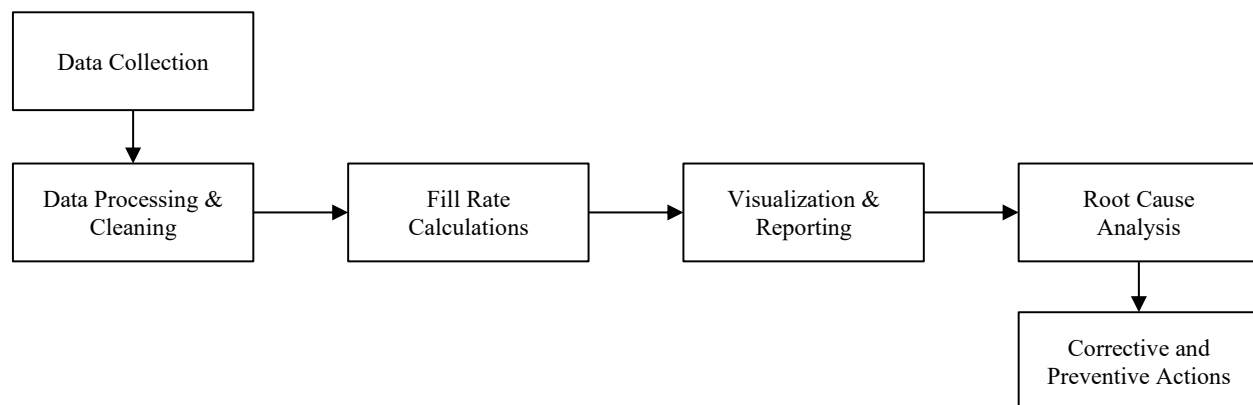 Data Collection
Data Processing &
Cleaning
Fill Rate
Calculations
Visualization &
Reporting
Root Cause
Analysis
Corrective and
Preventive Actions